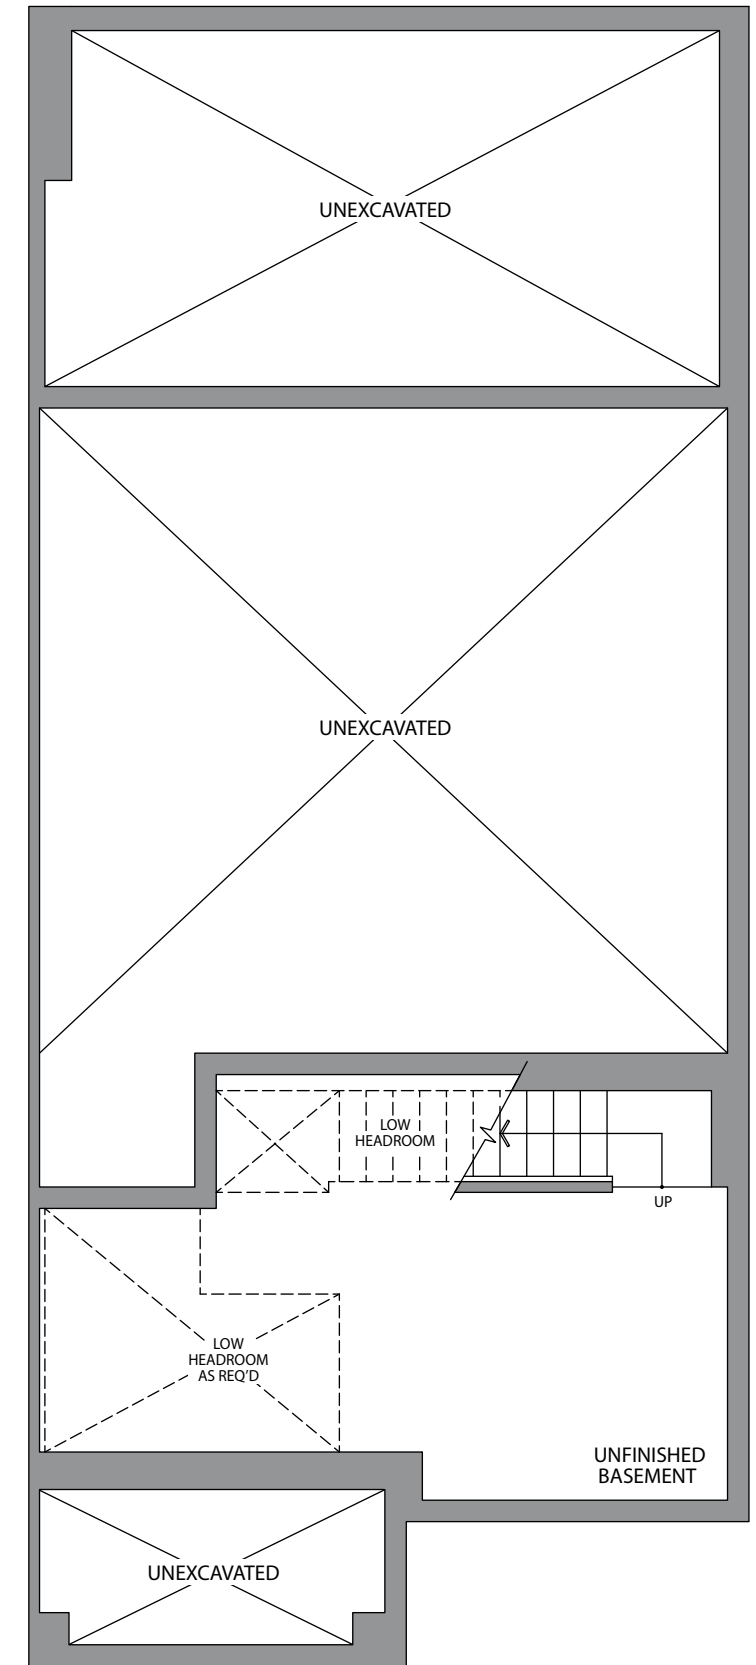 UNEXCAVATED
UNEXCAVATED
LOW
HEADROOM
UP
LOW
HEADROOM
AS REQ'D
UNFINISHED
BASEMENT
UNEXCAVATED